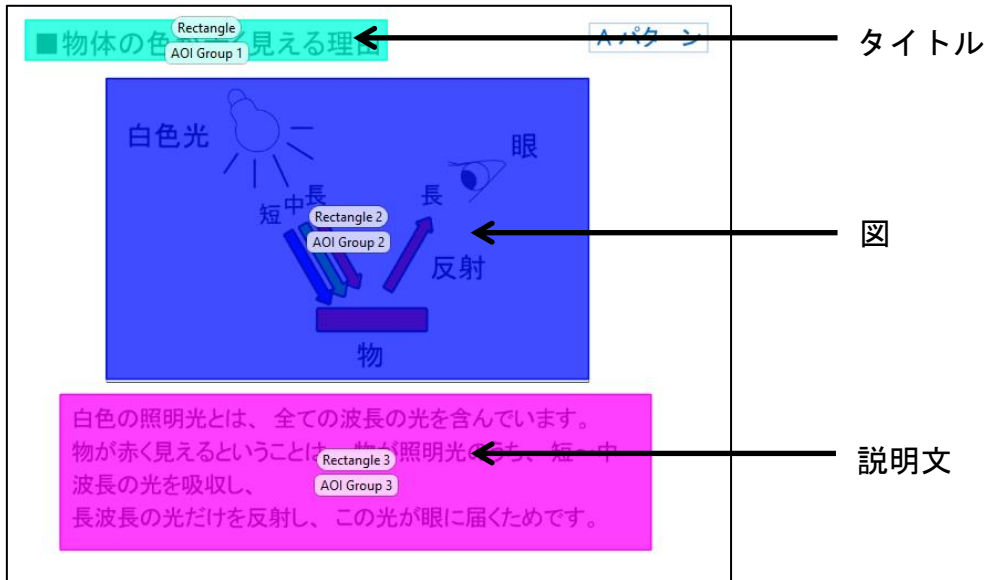 ■物体の色が赤く見える理由
Rectangle
AOI Group 1
Aパターン
タイトル
白色光
眼
短 中 長
長
Rectangle 2
AOI Group 2
図
反射
物
白色の照明光とは、全ての波長の光を含んでいます。
物が赤く見えるということは、物が照明光のうち、短～中
波長の光を吸収し、
長波長の光だけを反射し、この光が眼に届くためです。
Rectangle 3
AOI Group 3
説明文